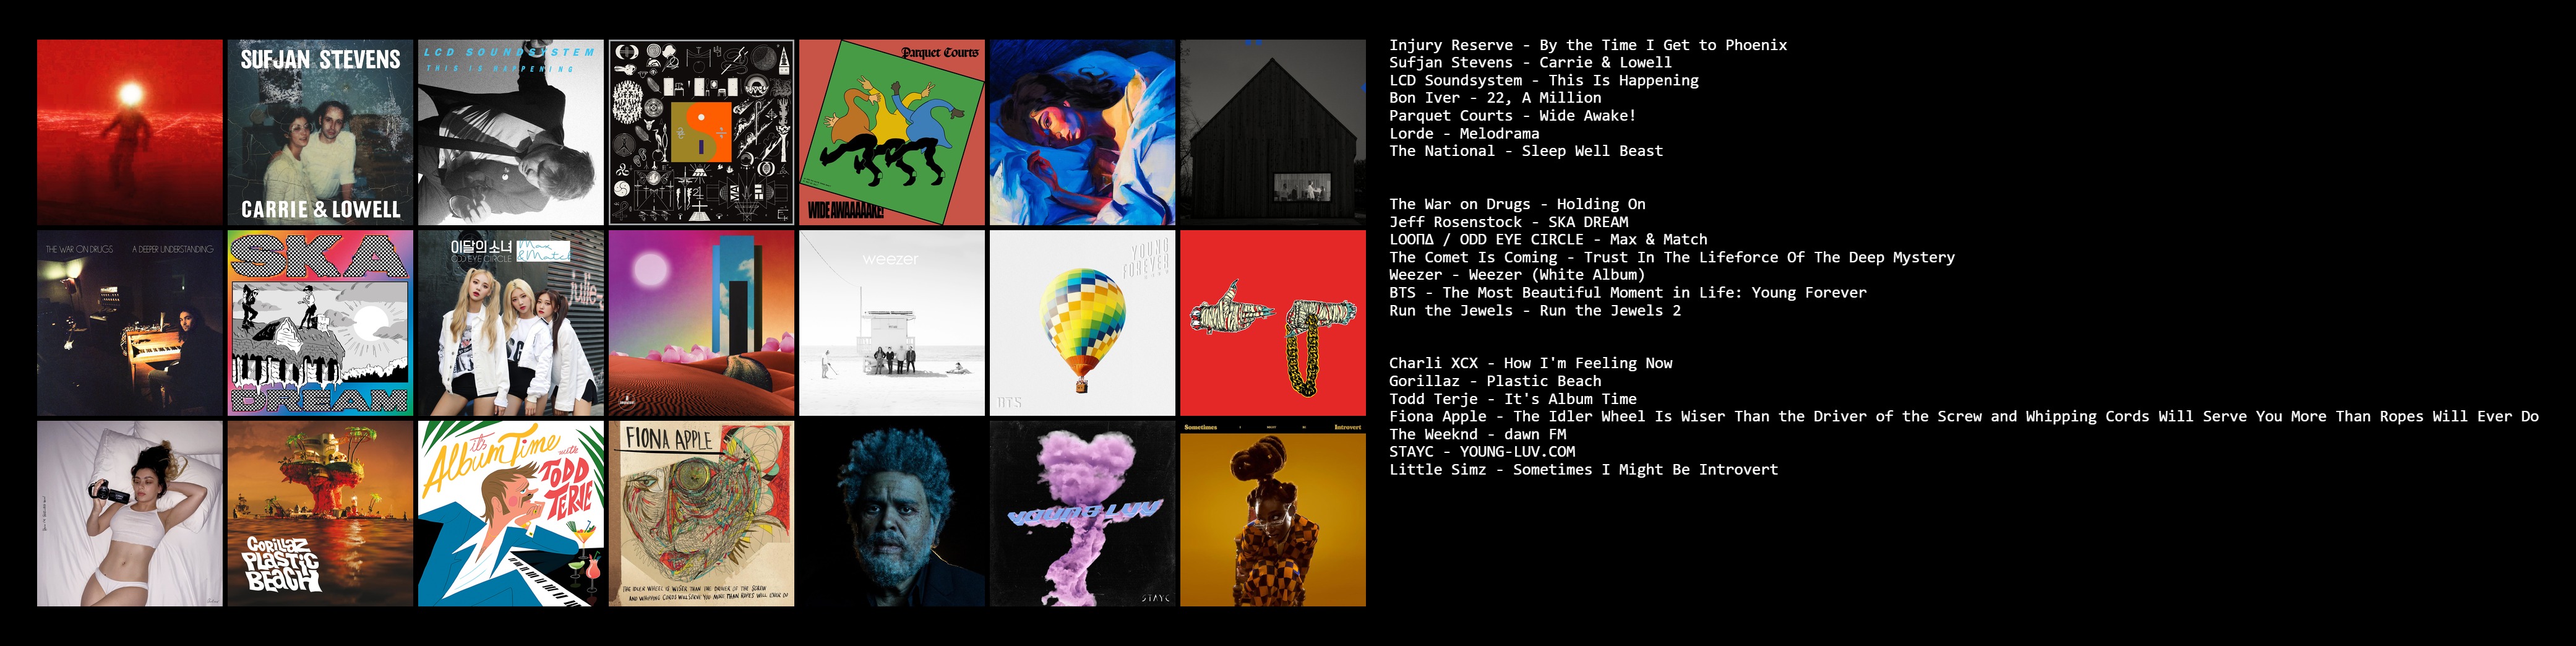 SUFJAN STEVENS
CARRIE & LOWELL
LCD SOUNDSYSTEM
THIS IS HAPPENING
Parquet Courts
WIDE AWAAAAAKE!
THE WAR ON DRUGS A DEEPER UNDERSTANDING
SKA
DREAM
이달의 소녀
ODD EYE CIRCLE
Max
& Match
julie
weezer
YOUNG
FOREVER
BTS
GORILLAZ
PLASTIC
BEACH
it's
Album Time
with
TODD
TERJE
FIONA APPLE
THE IDLER WHEEL IS WISER THAN THE DRIVER OF THE SCREW
AND WHIPPING CORDS WILL SERVE YOU MORE THAN ROPES WILL EVER DO
YOUNG LUV
STAYC
Sometimes I MIGHT BE Introvert
Injury Reserve - By the Time I Get to Phoenix
Sufjan Stevens - Carrie & Lowell
LCD Soundsystem - This Is Happening
Bon Iver - 22, A Million
Parquet Courts - Wide Awake!
Lorde - Melodrama
The National - Sleep Well Beast
The War on Drugs - Holding On
Jeff Rosenstock - SKA DREAM
LOOΠΔ / ODD EYE CIRCLE - Max & Match
The Comet Is Coming - Trust In The Lifeforce Of The Deep Mystery
Weezer - Weezer (White Album)
BTS - The Most Beautiful Moment in Life: Young Forever
Run the Jewels - Run the Jewels 2
Charli XCX - How I'm Feeling Now
Gorillaz - Plastic Beach
Todd Terje - It's Album Time
Fiona Apple - The Idler Wheel Is Wiser Than the Driver of the Screw and Whipping Cords Will Serve You More Than Ropes Will Ever Do
The Weeknd - dawn FM
STAYC - YOUNG-LUV.COM
Little Simz - Sometimes I Might Be Introvert